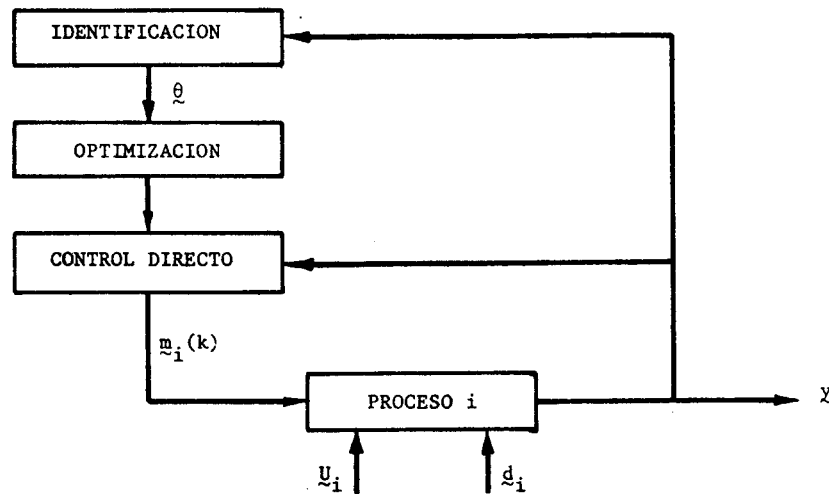 IDENTIFICACION
θ
OPTIMIZACION
CONTROL DIRECTO
m_i(k)
PROCESO i
y
U_i
d_i